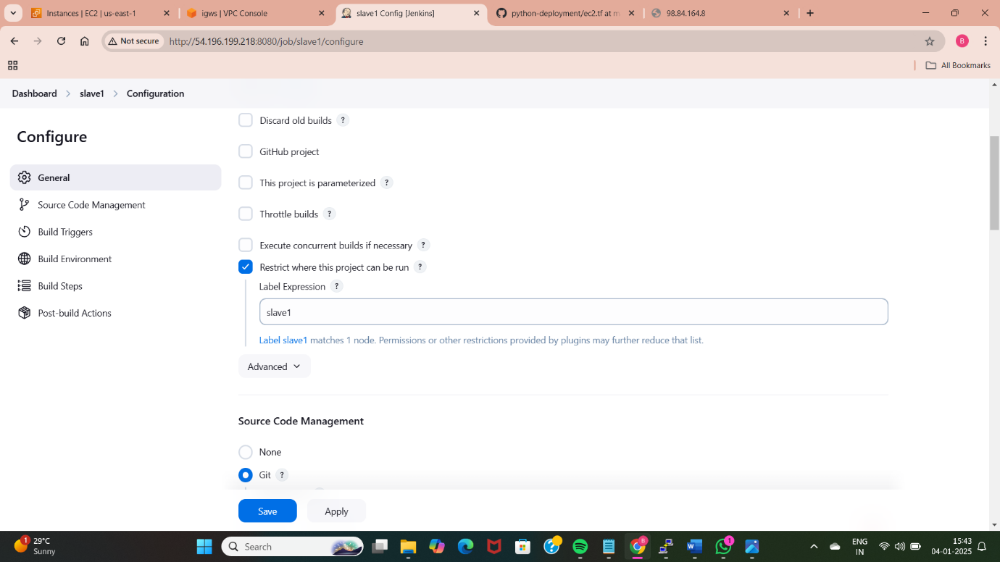 Instances | EC2 | us-east-1
igws | VPC Console
slave1 Config [Jenkins]
python-deployment/ec2.tf at m
98.84.164.8
Not secure
http://54.196.199.218:8080/job/slave1/configure
B
All Bookmarks
Dashboard > slave1 > Configuration
Configure
General
Source Code Management
Build Triggers
Build Environment
Build Steps
Post-build Actions
Discard old builds ?
GitHub project
This project is parameterized ?
Throttle builds ?
Execute concurrent builds if necessary ?
Restrict where this project can be run ?
Label Expression ?
slave1
Label slave1 matches 1 node. Permissions or other restrictions provided by plugins may further reduce that list.
Advanced
Source Code Management
None
Git ?
Save
Apply
1
29°C
Sunny
Search
B
W
1
ENG
IN
15:43
04-01-2025